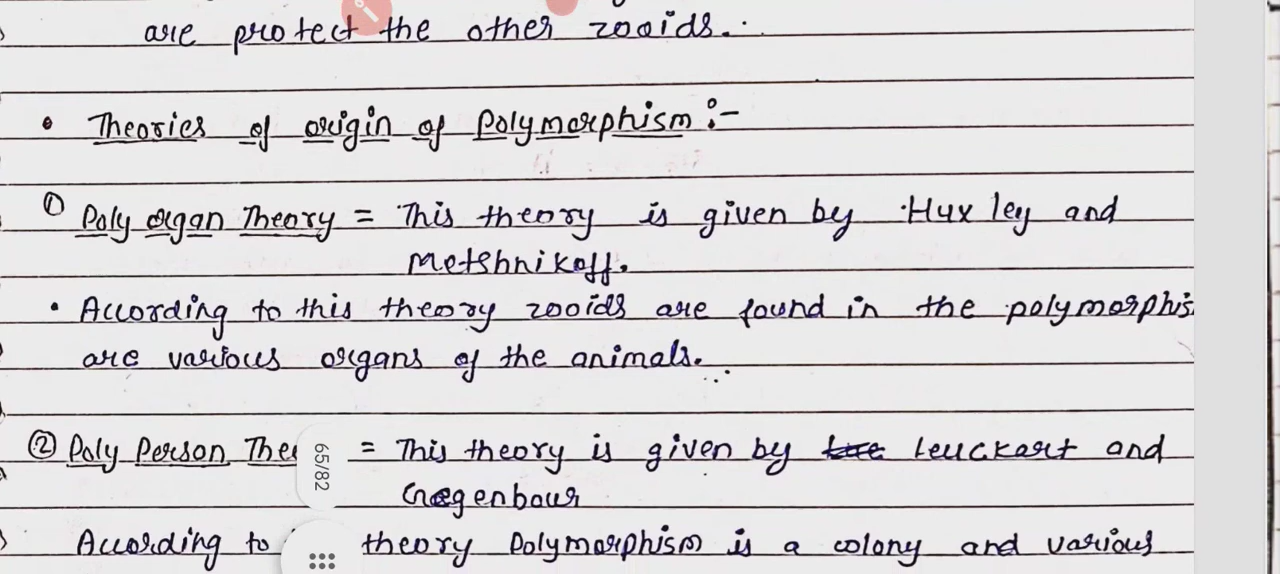 are protect the other zooids.
• Theories of origin of Polymorphism :-
① Poly organ Theory = This theory is given by Huxley and
Metshnikoff.
• According to this theory zooids are found in the polymorphis
are various organs of the animals.
② Poly Person The = This theory is given by Leuckart and
Gegenbour
65/82
According to theory Polymorphism is a colony and various